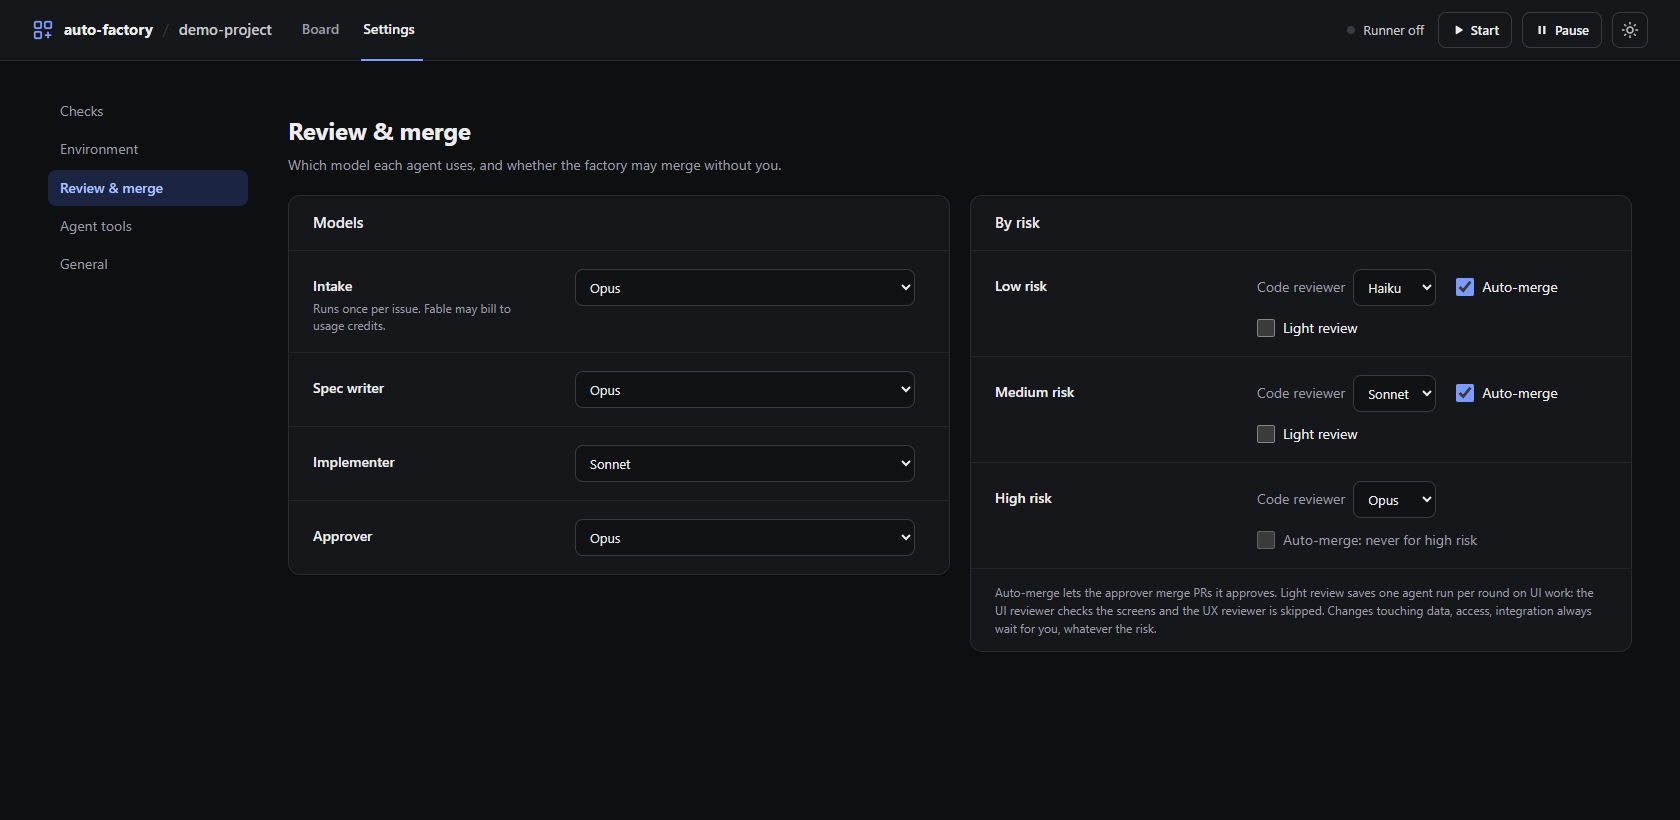 auto-factory / demo-project Board Settings Runner off Start Pause
Checks
Environment
Review & merge
Agent tools
General
Review & merge
Which model each agent uses, and whether the factory may merge without you.
Models
Intake
Runs once per issue. Fable may bill to
usage credits.
Opus
Spec writer
Opus
Implementer
Sonnet
Approver
Opus
By risk
Low risk
Code reviewer Haiku Auto-merge
Light review
Medium risk
Code reviewer Sonnet Auto-merge
Light review
High risk
Code reviewer Opus
Auto-merge: never for high risk
Auto-merge lets the approver merge PRs it approves. Light review saves one agent run per round on UI work: the
UI reviewer checks the screens and the UX reviewer is skipped. Changes touching data, access, integration always
wait for you, whatever the risk.